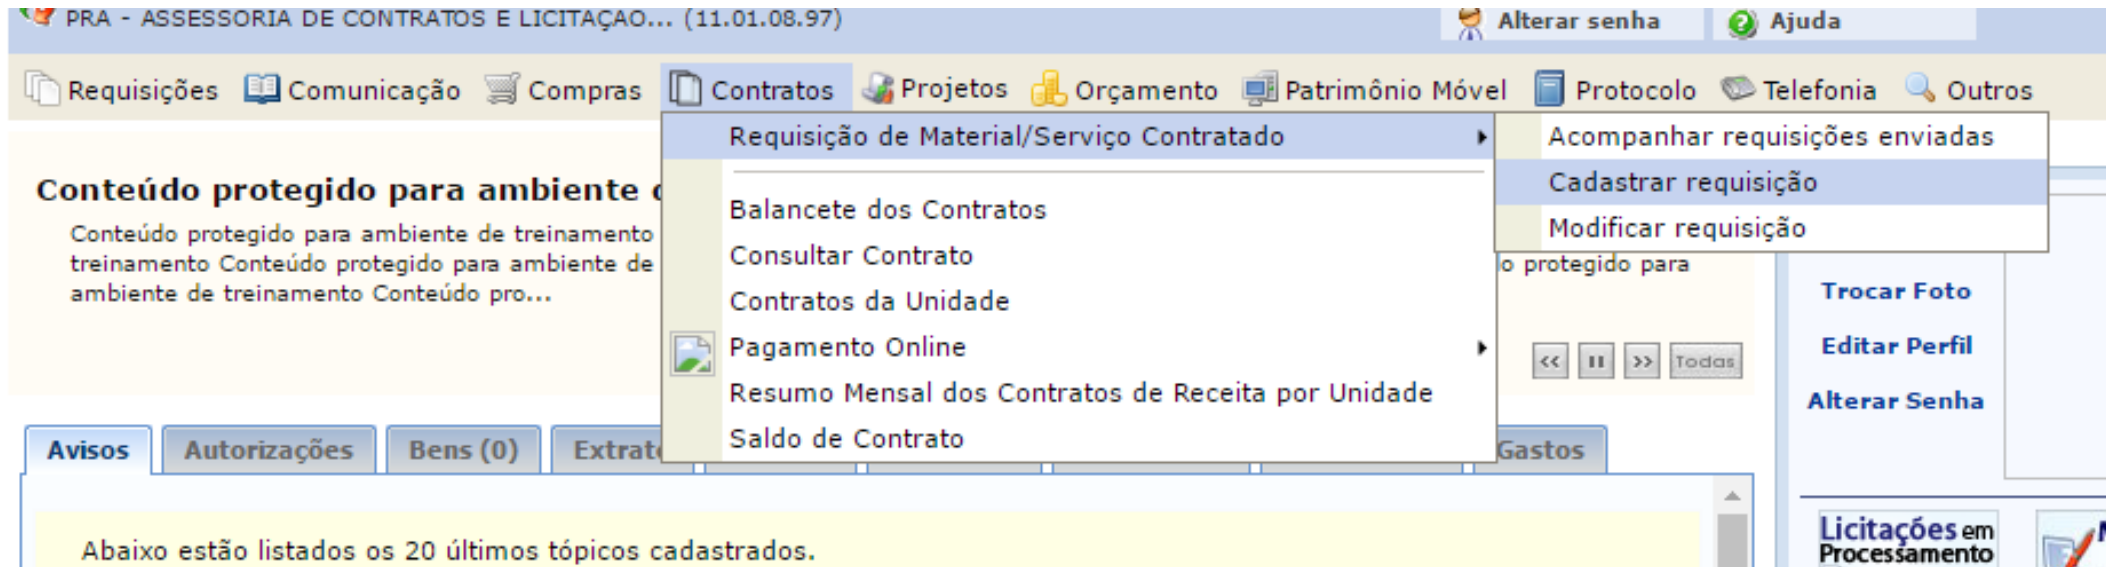 PRA - ASSESSORIA DE CONTRATOS E LICITAÇÃO... (11.01.08.97)
Alterar senha
Ajuda
Requisições Comunicação Compras Contratos Projetos Orçamento Patrimônio Móvel Protocolo Telefonia Outros
Requisição de Material/Serviço Contratado
Balancete dos Contratos
Consultar Contrato
Contratos da Unidade
Pagamento Online
Resumo Mensal dos Contratos de Receita por Unidade
Saldo de Contrato
Acompanhar requisições enviadas
Cadastrar requisição
Modificar requisição
Conteúdo protegido para ambiente
Conteúdo protegido para ambiente de treinamento
treinamento Conteúdo protegido para ambiente de o protegido para
ambiente de treinamento Conteúdo pro...
<< II >> Todas
Trocar Foto
Editar Perfil
Alterar Senha
Avisos Autorizações Bens (0) Extrat Gastos
Abaixo estão listados os 20 últimos tópicos cadastrados.
Licitações em
Processamento